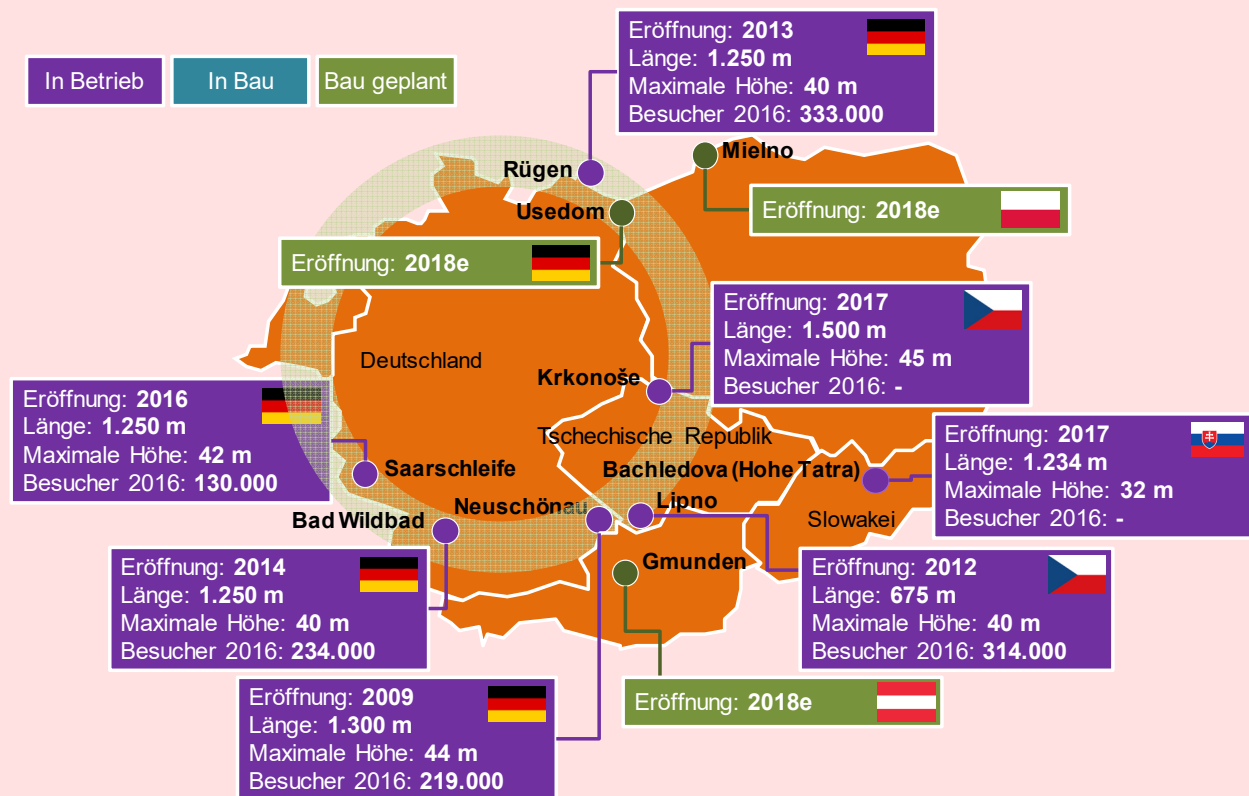 Eröffnung: 2013
Länge: 1.250 m
Maximale Höhe: 40 m
Besucher 2016: 333.000
In Betrieb
In Bau
Bau geplant
Mielno
Rügen
Usedom
Eröffnung: 2018e
Eröffnung: 2018e
Eröffnung: 2017
Länge: 1.500 m
Maximale Höhe: 45 m
Besucher 2016: -
Deutschland
Krkonoše
Eröffnung: 2016
Länge: 1.250 m
Maximale Höhe: 42 m
Besucher 2016: 130.000
Tschechische Republik
Eröffnung: 2017
Länge: 1.234 m
Maximale Höhe: 32 m
Besucher 2016: -
Saarschleife
Bachledova (Hohe Tatra)
Neuschönau
Lipno
Bad Wildbad
Slowakei
Gmunden
Eröffnung: 2014
Länge: 1.250 m
Maximale Höhe: 40 m
Besucher 2016: 234.000
Eröffnung: 2012
Länge: 675 m
Maximale Höhe: 40 m
Besucher 2016: 314.000
Eröffnung: 2009
Länge: 1.300 m
Maximale Höhe: 44 m
Besucher 2016: 219.000
Eröffnung: 2018e